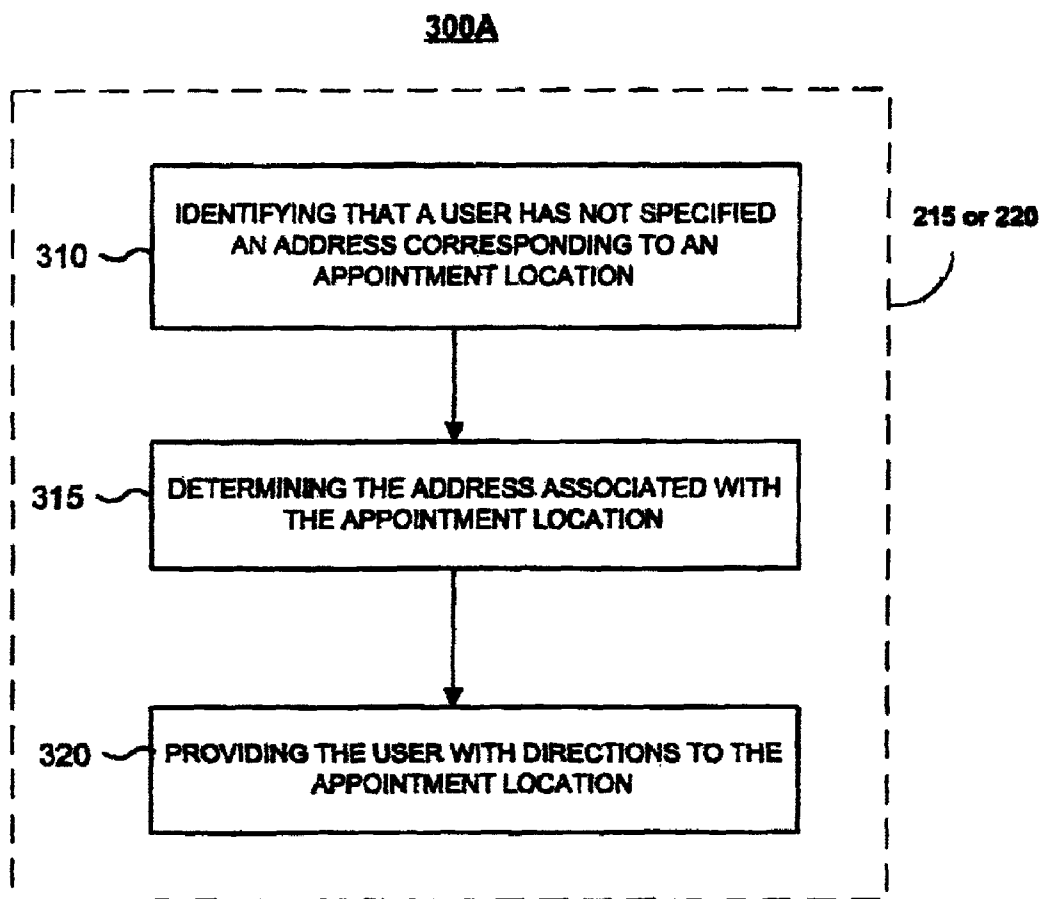 300A
IDENTIFYING THAT A USER HAS NOT SPECIFIED
AN ADDRESS CORRESPONDING TO AN
APPOINTMENT LOCATION
310
215 or 220
DETERMINING THE ADDRESS ASSOCIATED WITH
THE APPOINTMENT LOCATION
315
PROVIDING THE USER WITH DIRECTIONS TO THE
APPOINTMENT LOCATION
320